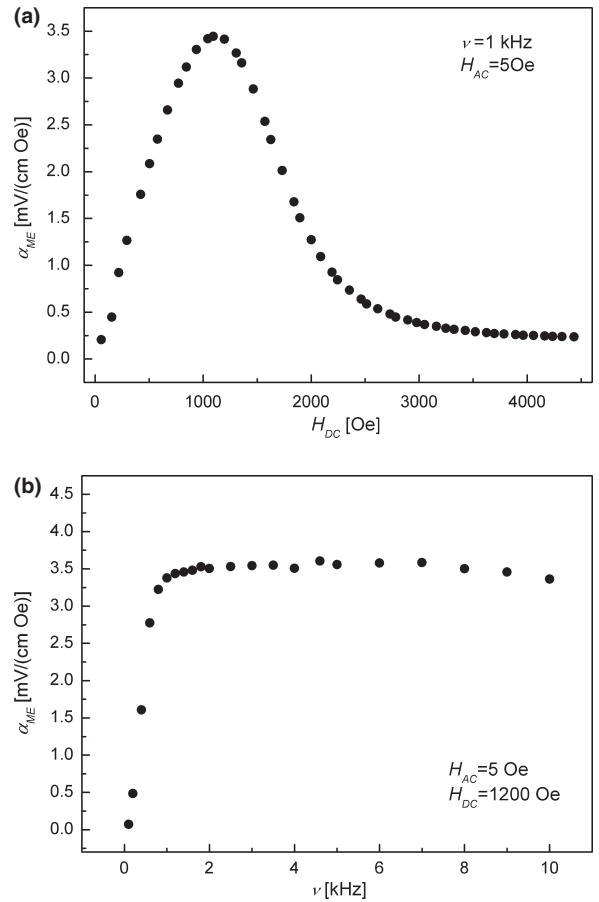 (a)
3.5
3.0
2.5
2.0
1.5
1.0
0.5
0.0
α_ME [mV/(cm Oe)]
ν=1 kHz
H_AC=5Oe
0 1000 2000 3000 4000
H_DC [Oe]
(b)
4.5
4.0
3.5
3.0
2.5
2.0
1.5
1.0
0.5
0.0
α_ME [mV/(cm Oe)]
H_AC=5 Oe
H_DC=1200 Oe
0 2 4 6 8 10
ν [kHz]